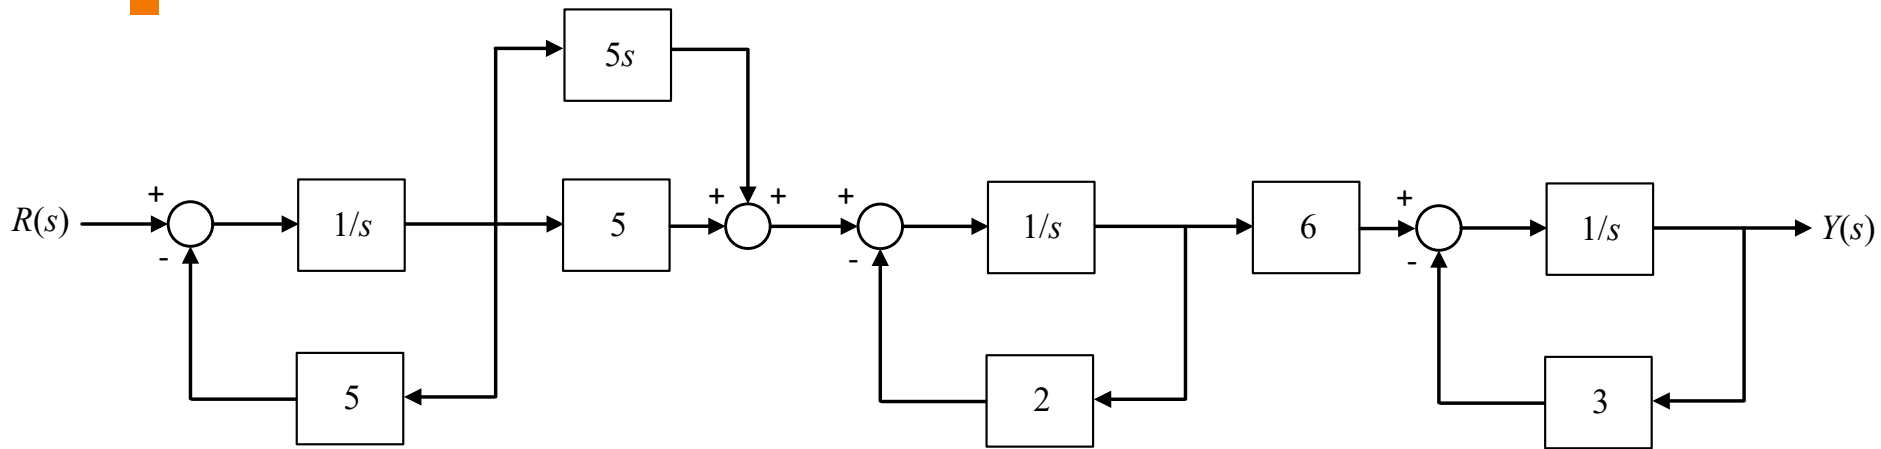 5s
+ + + + +
R(s) 1/s 5 1/s 6 1/s Y(s)
- - -
5 2 3